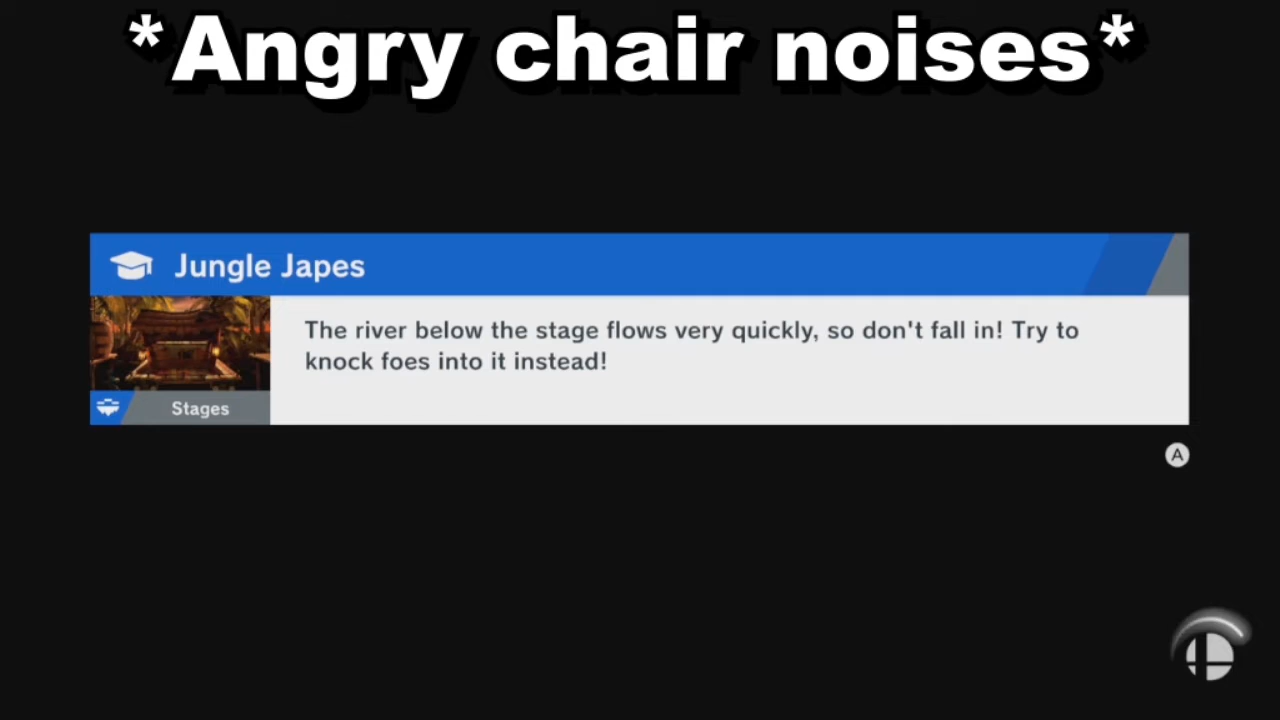 *Angry chair noises*
Jungle Japes
The river below the stage flows very quickly, so don't fall in! Try to
knock foes into it instead!
Stages
A